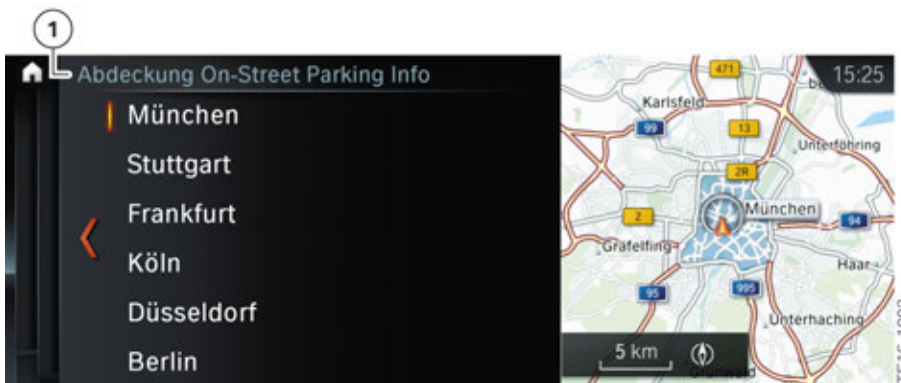 1
Abdeckung On-Street Parking Info
München
Stuttgart
Frankfurt
Köln
Düsseldorf
Berlin
15:25
471
Karlsfeld
99
13
Unterföhring
2R
München
2
94
Gräfelfing
Haar
95
995
Unterhaching
5 km
Grünwald